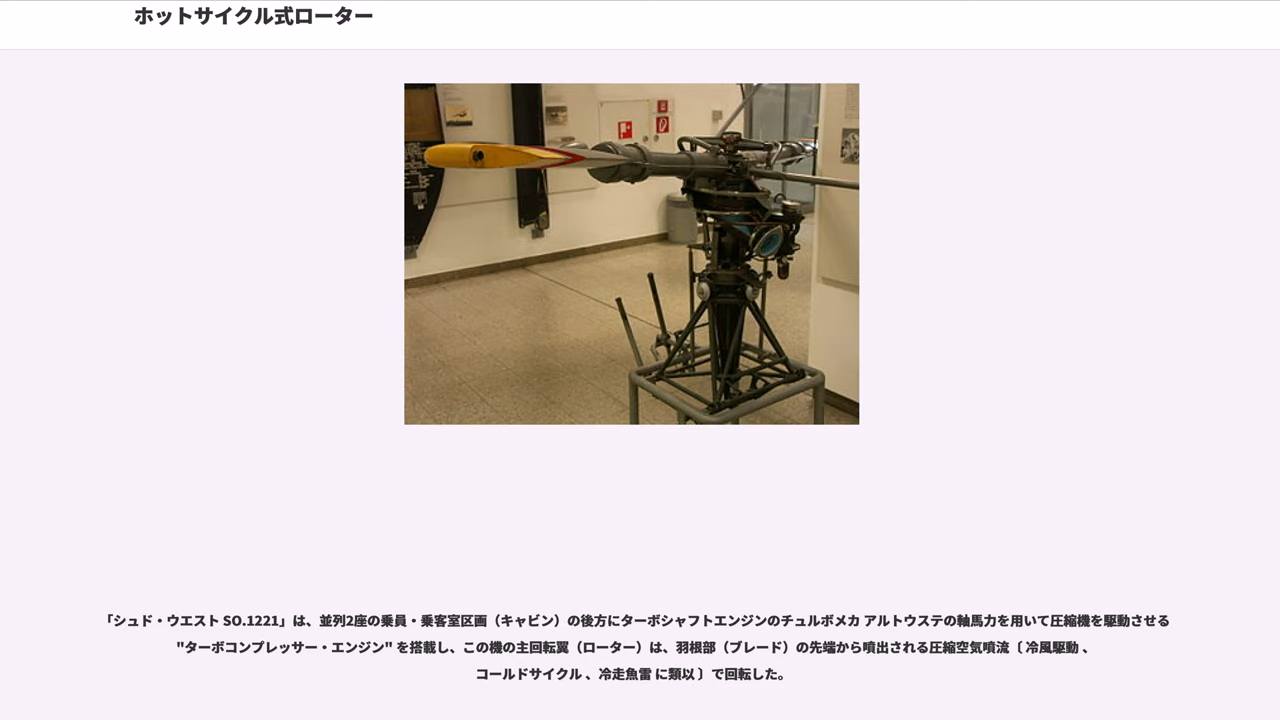 ホットサイクル式ローター
「シュド・ウエスト SO.1221」は、並列2座の乗員・乗客室区画（キャビン）の後方にターボシャフトエンジンのチュルボメカ アルトウステの軸馬力を用いて圧縮機を駆動させる
"ターボコンプレッサー・エンジン" を搭載し、この機の主回転翼（ローター）は、羽根部（ブレード）の先端から噴出される圧縮空気噴流〔 冷風駆動 、
コールドサイクル 、冷走魚雷 に類以 〕で回転した。